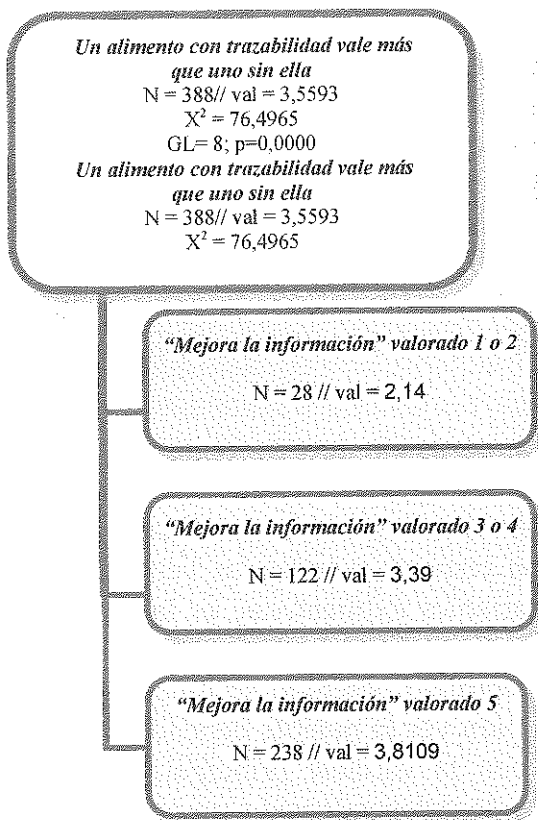 Un alimento con trazabilidad vale más
que uno sin ella
N = 388// val = 3,5593
X² = 76,4965
GL= 8; p=0,0000
Un alimento con trazabilidad vale más
que uno sin ella
N = 388// val = 3,5593
X² = 76,4965
“Mejora la información” valorado 1 o 2
N = 28 // val = 2,14
“Mejora la información” valorado 3 o 4
N = 122 // val = 3,39
“Mejora la información” valorado 5
N = 238 // val = 3,8109